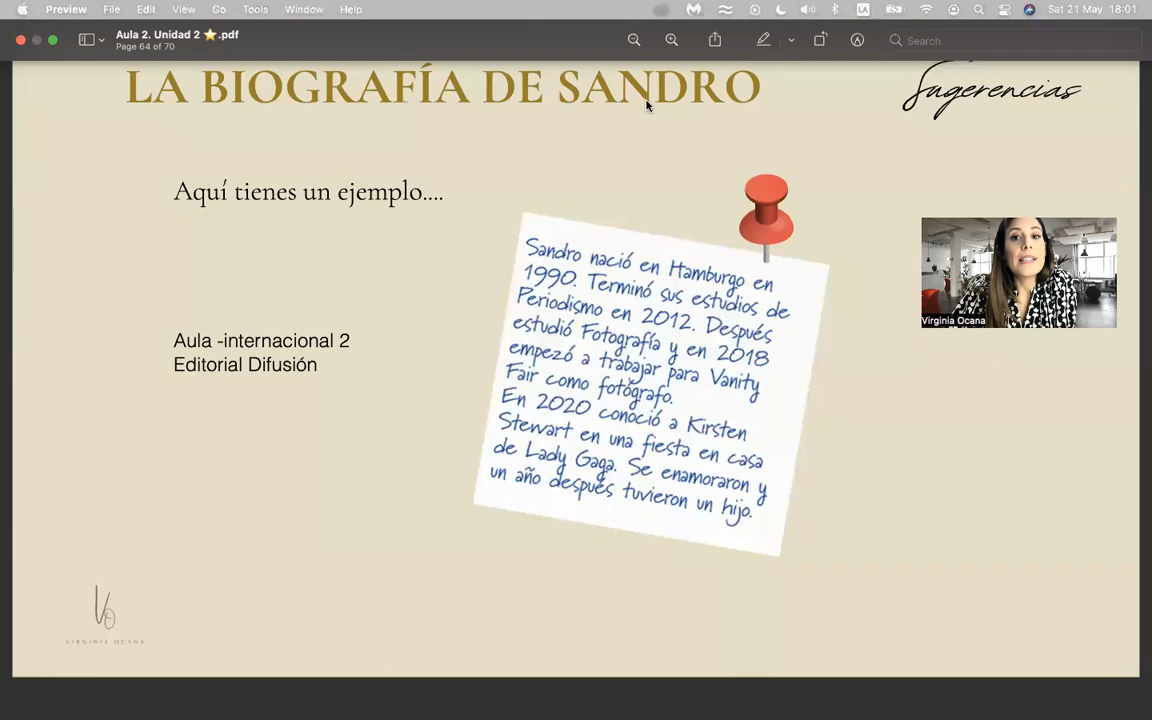 Preview File Edit View Go Tools Window Help
LA
Sat 21 May 18:01
Aula 2. Unidad 2 ⭐.pdf
Page 64 of 70
Search
LA BIOGRAFÍA DE SANDRO
Sugerencias
Aquí tienes un ejemplo....
Aula -internacional 2
Editorial Difusión
Sandro nació en Hamburgo en
1990. Terminó sus estudios de
Periodismo en 2012. Después
estudió Fotografía y en 2018
empezó a trabajar para Vanity
Fair como fotógrafo.
En 2020 conoció a Kirsten
Stewart en una fiesta en casa
de Lady Gaga. Se enamoraron y
un año después tuvieron un hijo.
Virginia Ocana
VO
VIRGINIA OCANA